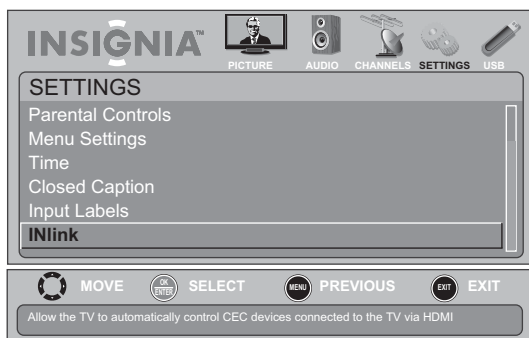 INSIGNIA™
PICTURE AUDIO CHANNELS SETTINGS USB
SETTINGS
Parental Controls
Menu Settings
Time
Closed Caption
Input Labels
INlink
MOVE OK ENTER SELECT MENU PREVIOUS EXIT EXIT
Allow the TV to automatically control CEC devices connected to the TV via HDMI